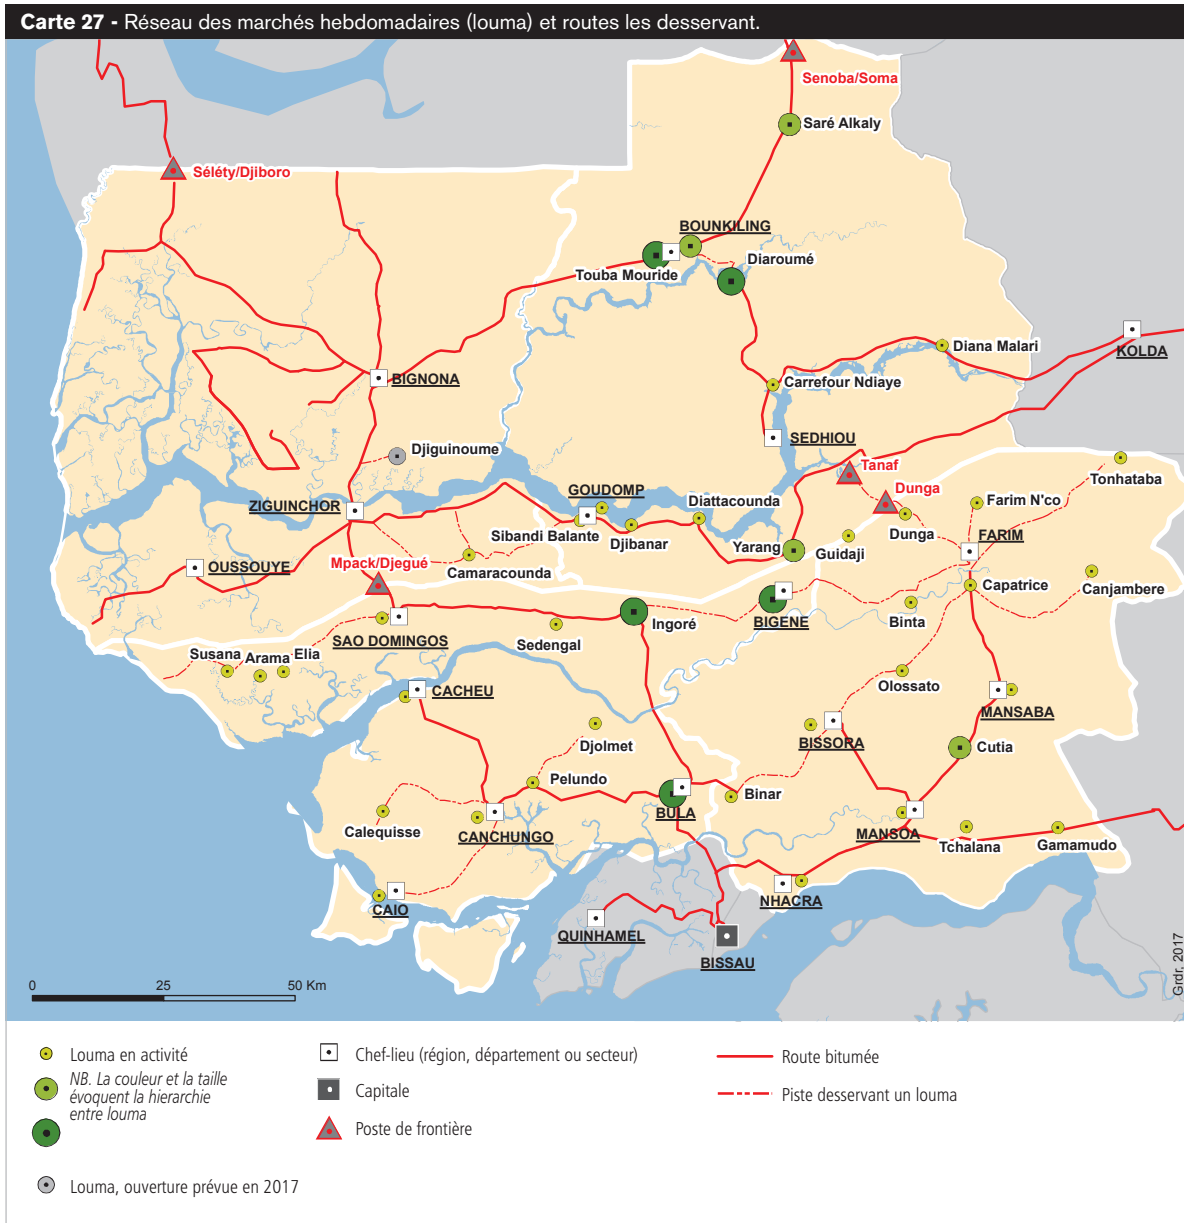 Carte 27 - Réseau des marchés hebdomadaires (louma) et routes les desservant.
Senoba/Soma
Saré Alkaly
Séléty/Djiboro
BOUNKILING
Touba Mouride
Diaroumé
Diana Malari
KOLDA
BIGNONA
Carrefour Ndiaye
SEDHIOU
Djiguinoume
Tanaf
Tonhataba
GOUDOMP
Dunga
ZIGUINCHOR
Diattacounda
Farim N'co
Sibandi Balante
Djibanar
Yarang
Guidaji
Dunga
FARIM
OUSSOUYE
Mpack/Djegué
Camaracounda
Capatrice
Canjambere
BIGENE
Binta
SAO DOMINGOS
Sedengal
Ingoré
Susana
Arama
Elia
CACHEU
Olossato
MANSABA
Djolmet
BISSORA
Cutia
Pelundo
Binar
Calequisse
CANCHUNGO
BULA
MANSOA
Tchalana
Gamamudo
CAIO
NHACRA
QUINHAMEL
BISSAU
Grdr, 2017
0 25 50 Km
Louma en activité
NB. La couleur et la taille
évoquent la hierarchie
entre louma
Louma, ouverture prévue en 2017
Chef-lieu (région, département ou secteur)
Capitale
Poste de frontière
Route bitumée
Piste desservant un louma